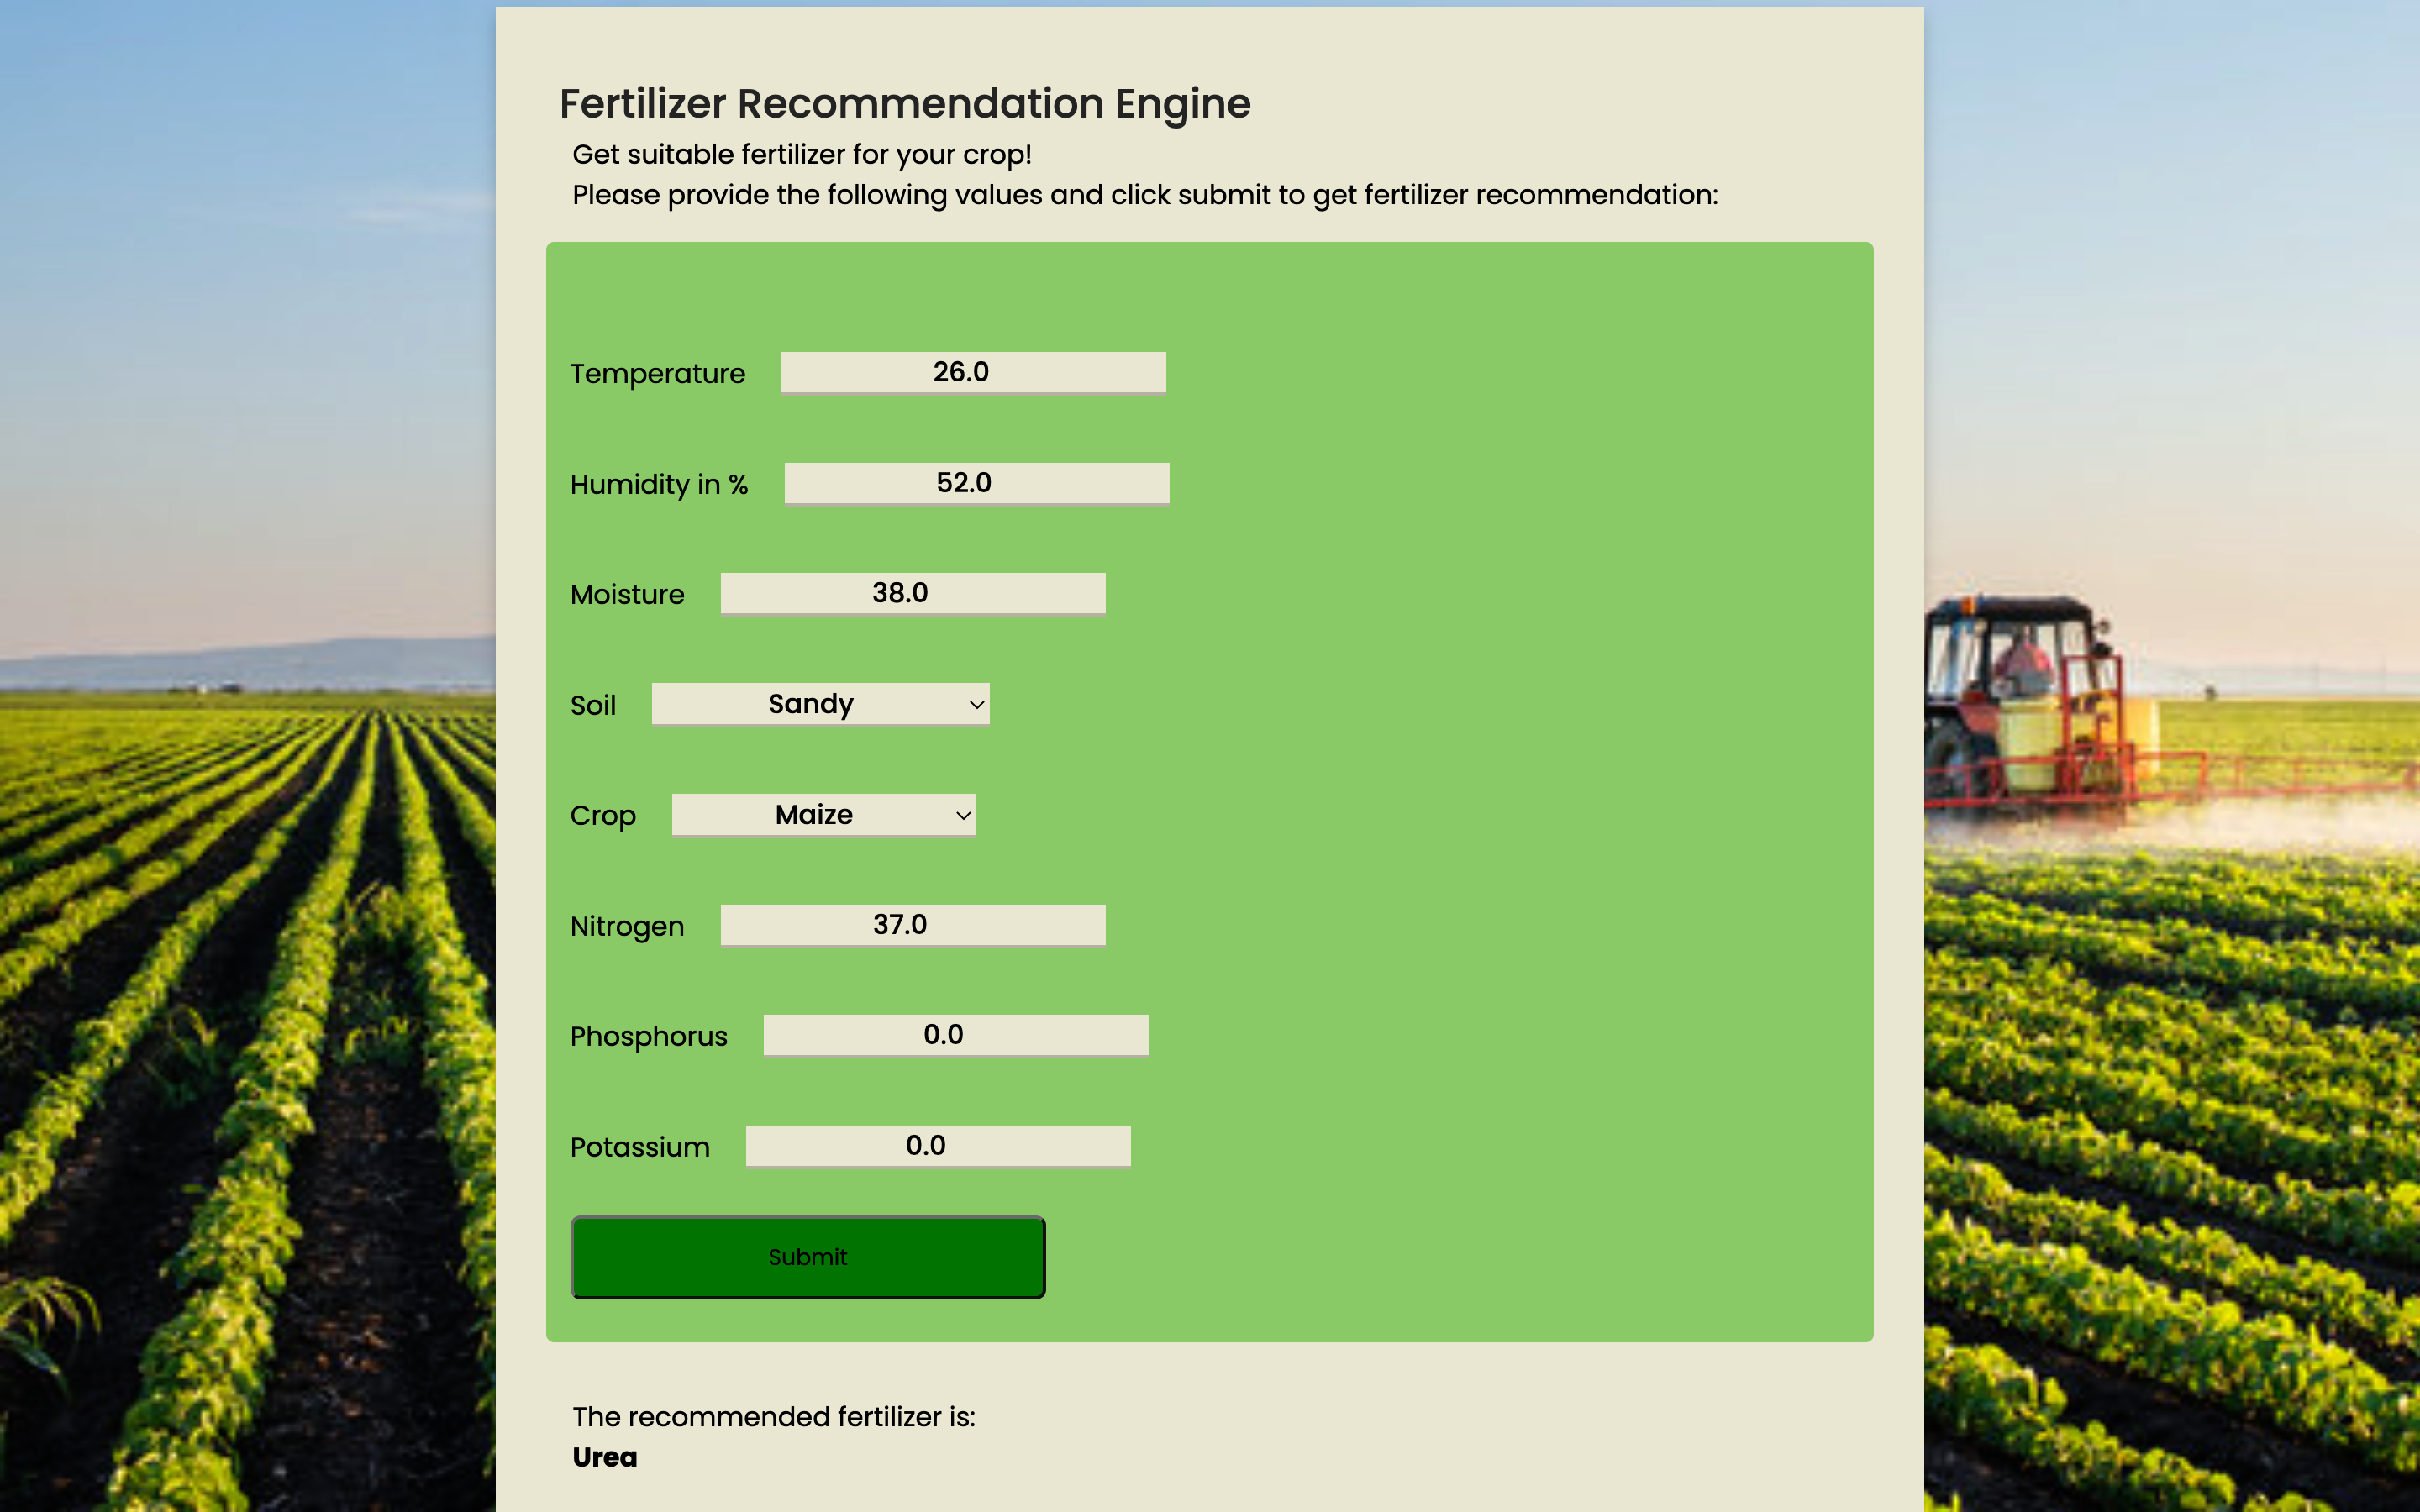 Fertilizer Recommendation Engine
Get suitable fertilizer for your crop!
Please provide the following values and click submit to get fertilizer recommendation:
Temperature 26.0
Humidity in % 52.0
Moisture 38.0
Soil Sandy
Crop Maize
Nitrogen 37.0
Phosphorus 0.0
Potassium 0.0
Submit
The recommended fertilizer is:
Urea